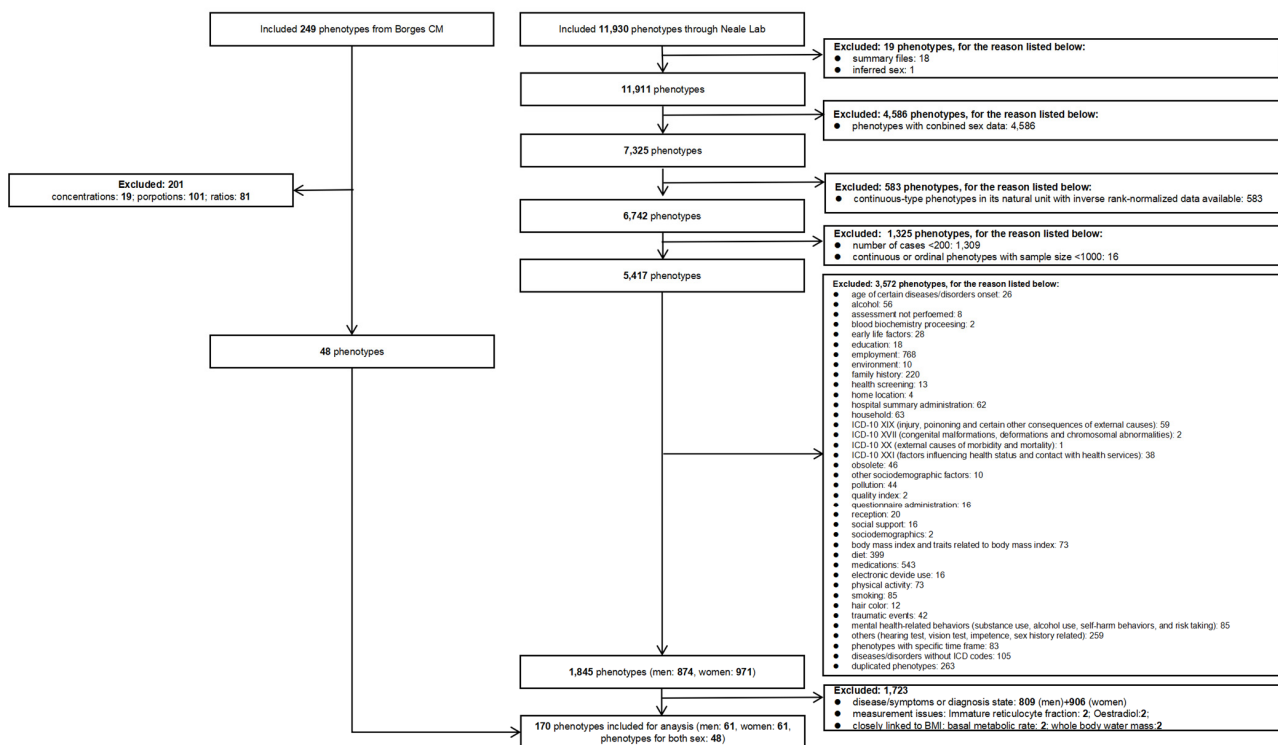 Included 249 phenotypes from Borges CM
Included 11,930 phenotypes through Neale Lab
Excluded: 19 phenotypes, for the reason listed below:
● summary files: 18
● inferred sex: 1
11,911 phenotypes
Excluded: 4,586 phenotypes, for the reason listed below:
● phenotypes with conbined sex data: 4,586
7,325 phenotypes
Excluded: 201
concentrations: 19; porpotions: 101; ratios: 81
Excluded: 583 phenotypes, for the reason listed below:
● continuous-type phenotypes in its natural unit with inverse rank-normalized data available: 583
6,742 phenotypes
Excluded: 1,325 phenotypes, for the reason listed below:
● number of cases <200: 1,309
● continuous or ordinal phenotypes with sample size <1000: 16
5,417 phenotypes
Excluded: 3,572 phenotypes, for the reason listed below:
● age of certain diseases/disorders onset: 26
● alcohol: 56
● assessment not perfoemed: 8
● blood biochemistry proceesing: 2
● early life factors: 28
● education: 18
● employment: 768
● environment: 10
● family history: 220
● health screening: 13
● home location: 4
● hospital summary administration: 62
● household: 63
● ICD-10 XIX (injury, poinoning and certain other consequences of external causes): 59
● ICD-10 XVII (congenital malformations, deformations and chromosomal abnormalities): 2
● ICD-10 XX (external causes of morbidity and mortality): 1
● ICD-10 XXI (factors influencing health status and contact with health services): 38
● obsolete: 46
● other sociodemographic factors: 10
● pollution: 44
● quality index: 2
● questionnaire administration: 16
● reception: 20
● social support: 16
● sociodemographics: 2
● body mass index and traits related to body mass index: 73
● diet: 399
● medications: 543
● electronic devide use: 16
● physical activity: 73
● smoking: 85
● hair color: 12
● traumatic events: 42
● mental health-related behaviors (substance use, alcohol use, self-harm behaviors, and risk taking): 85
● others (hearing test, vision test, impetence, sex history related): 259
● phenotypes with specific time frame: 83
● diseases/disorders without ICD codes: 105
● duplicated phenotypes: 263
48 phenotypes
1,845 phenotypes (men: 874, women: 971)
Excluded: 1,723
● disease/symptoms or diagnosis state: 809 (men)+906 (women)
● measurement issues: Immature reticulocyte fraction: 2; Oestradiol:2;
● closely linked to BMI: basal metabolic rate: 2; whole body water mass:2
170 phenotypes included for anaysis (men: 61, women: 61,
phenotypes for both sex: 48)